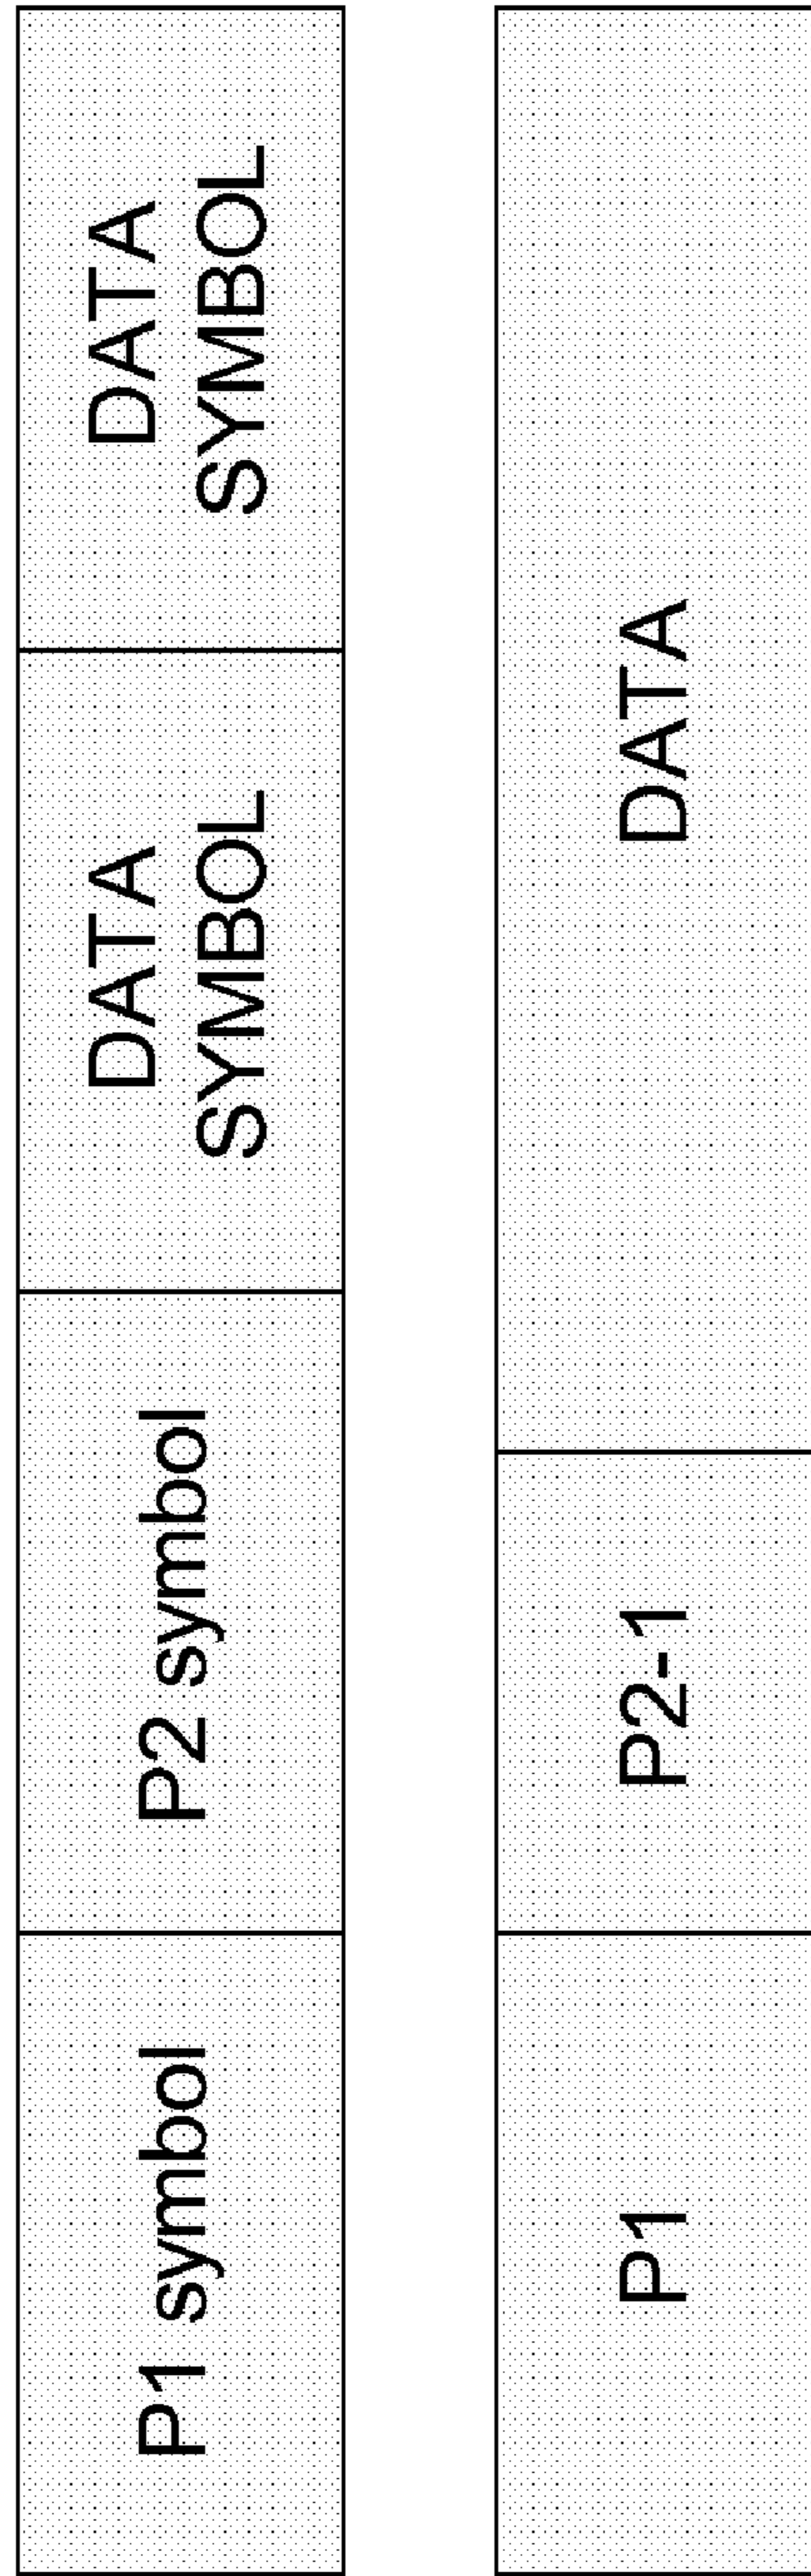 P1 symbol
P2 symbol
DATA
SYMBOL
DATA
SYMBOL
P1
P2-1
DATA